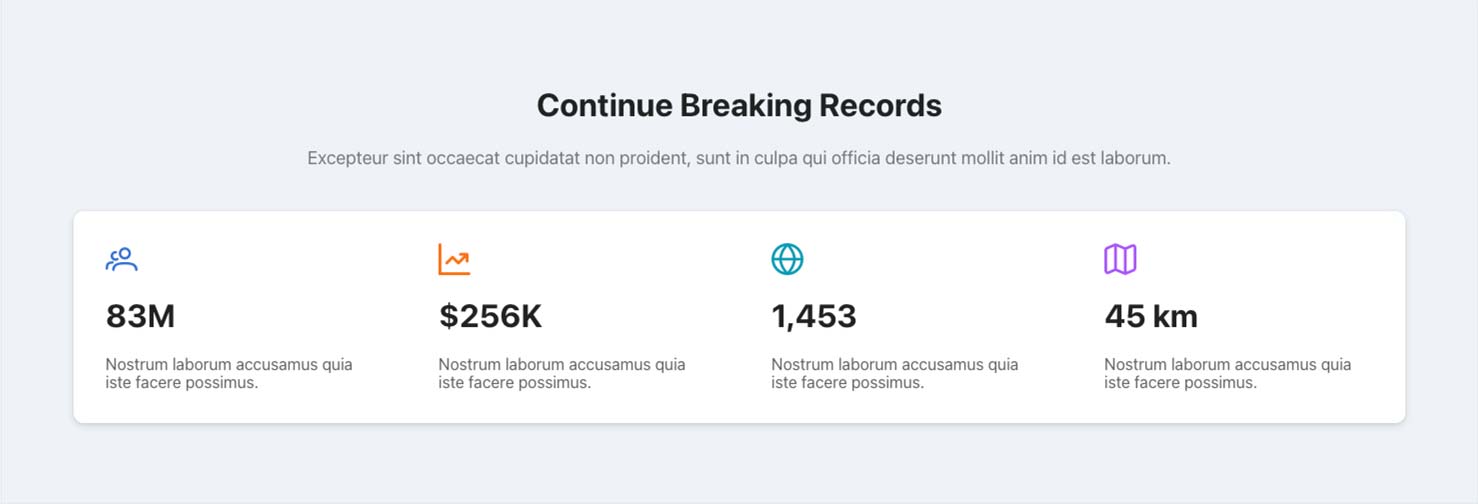 Continue Breaking Records
Excepteur sint occaecat cupidatat non proident, sunt in culpa qui officia deserunt mollit anim id est laborum.
83M
Nostrum laborum accusamus quia
iste facere possimus.
$256K
Nostrum laborum accusamus quia
iste facere possimus.
1,453
Nostrum laborum accusamus quia
iste facere possimus.
45 km
Nostrum laborum accusamus quia
iste facere possimus.